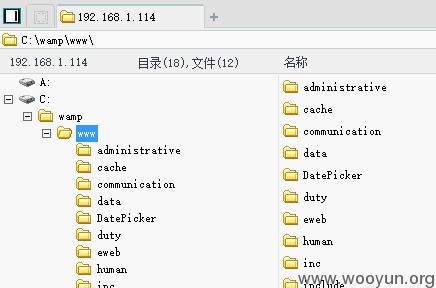 192.168.1.114
C:\wamp\www\
192.168.1.114 目录(18),文件(12) 名称
A:
C:
wamp
www
administrative
cache
communication
data
DatePicker
duty
eweb
human
inc
administrative
cache
communication
data
DatePicker
duty
eweb
human
inc
include
www.wooyun.org